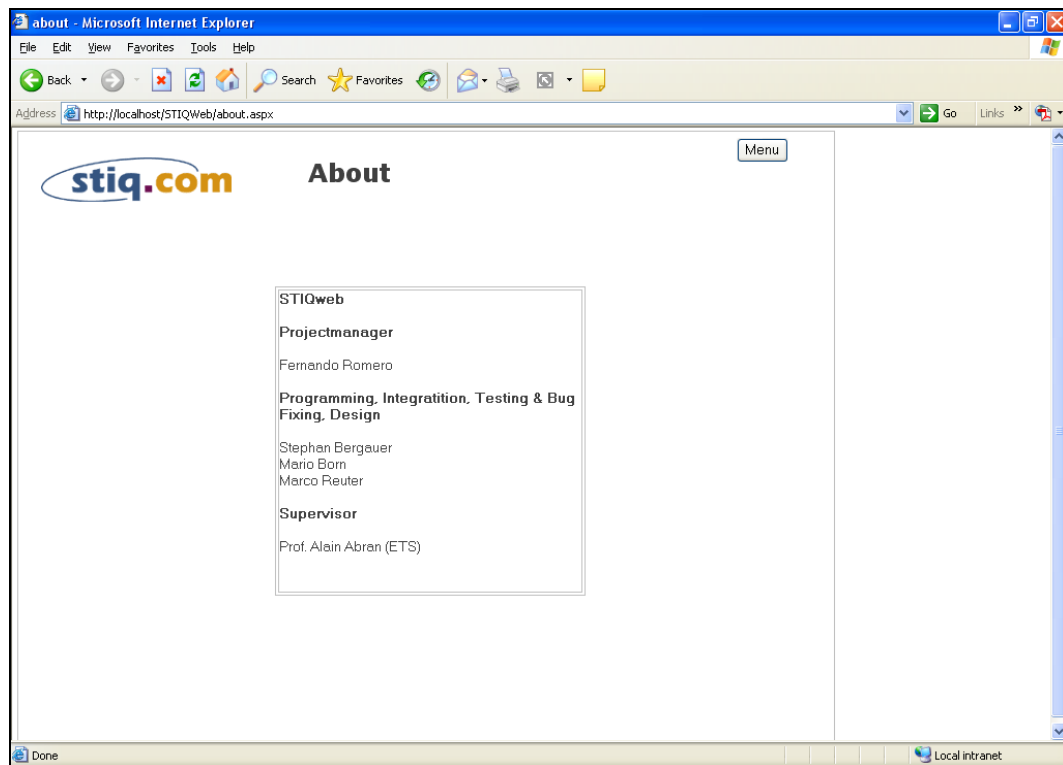 about - Microsoft Internet Explorer
File Edit View Favorites Tools Help
Back Search Favorites
Address http://localhost/STIQWeb/about.aspx Go Links »
stiq.com
About
Menu
STIQweb
Projectmanager
Fernando Romero
Programming, Integratition, Testing & Bug
Fixing, Design
Stephan Bergauer
Mario Born
Marco Reuter
Supervisor
Prof. Alain Abran (ETS)
Done Local intranet